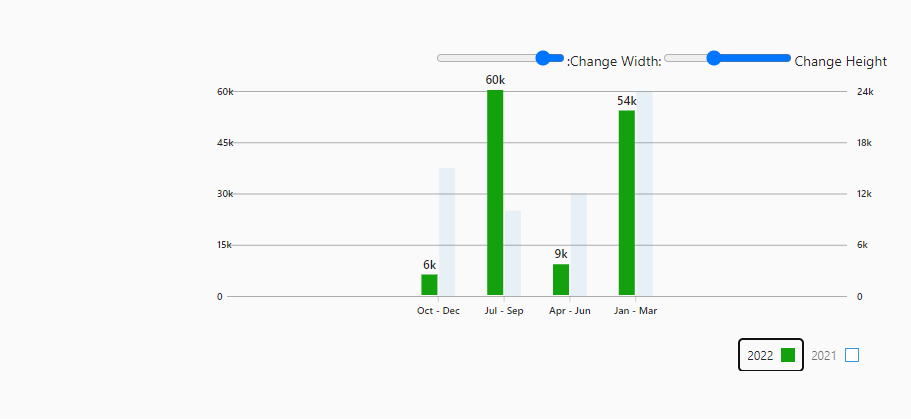 :Change Width: Change Height
60k
60k 24k
54k
45k 18k
30k 12k
9k
15k 6k
6k
0 0
Oct - Dec Jul - Sep Apr - Jun Jan - Mar
2022 2021